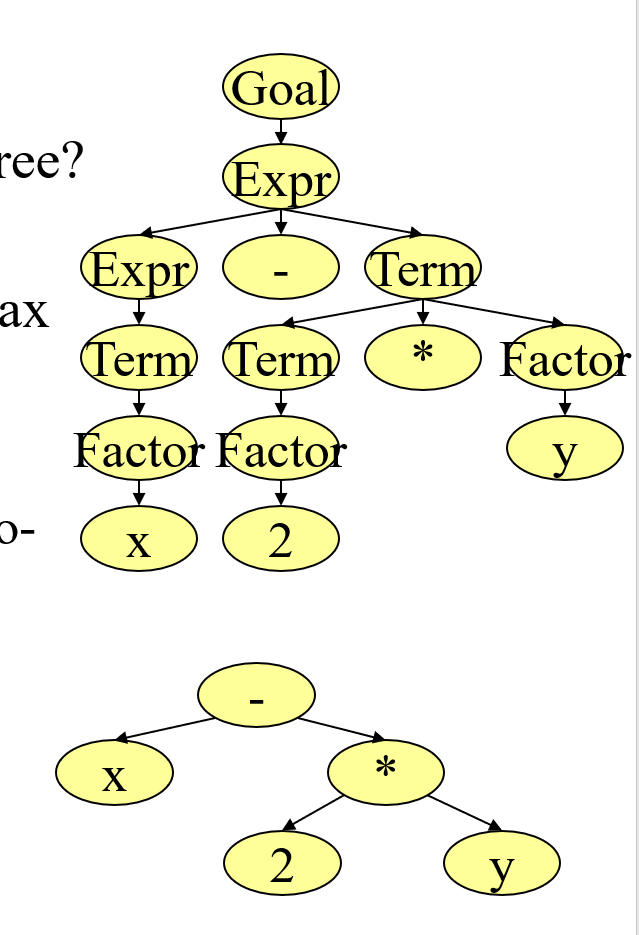 Goal
ree?
Expr
Expr - Term
ax
Term Term * Factor
Factor Factor y
o-
x 2
-
x *
2 y